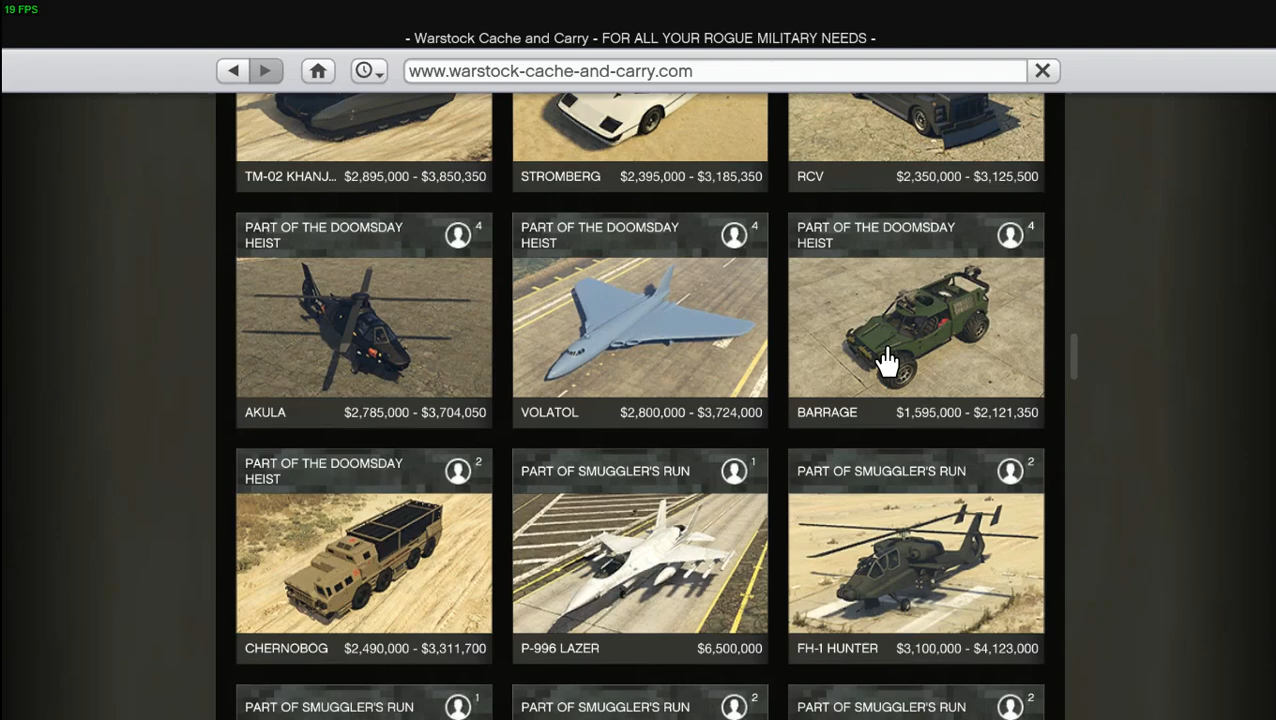 19 FPS
- Warstock Cache and Carry - FOR ALL YOUR ROGUE MILITARY NEEDS -
www.warstock-cache-and-carry.com
TM-02 KHANJ... $2,895,000 - $3,850,350
STROMBERG $2,395,000 - $3,185,350
RCV $2,350,000 - $3,125,500
PART OF THE DOOMSDAY
HEIST
4
PART OF THE DOOMSDAY
HEIST
4
PART OF THE DOOMSDAY
HEIST
4
AKULA $2,785,000 - $3,704,050
VOLATOL $2,800,000 - $3,724,000
BARRAGE $1,595,000 - $2,121,350
PART OF THE DOOMSDAY
HEIST
2
PART OF SMUGGLER'S RUN 1
PART OF SMUGGLER'S RUN 2
CHERNOBOG $2,490,000 - $3,311,700
P-996 LAZER $6,500,000
FH-1 HUNTER $3,100,000 - $4,123,000
PART OF SMUGGLER'S RUN 1
PART OF SMUGGLER'S RUN 2
PART OF SMUGGLER'S RUN 2